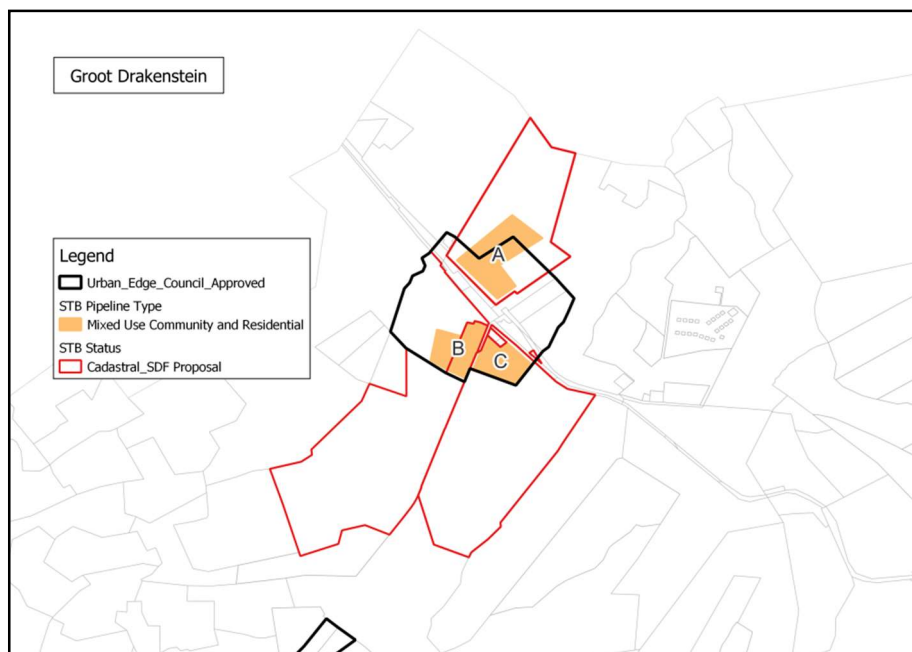 Groot Drakenstein
Legend
Urban_Edge_Council_Approved
STB Pipeline Type
Mixed Use Community and Residential
STB Status
Cadastral_SDF Proposal
A
B
C